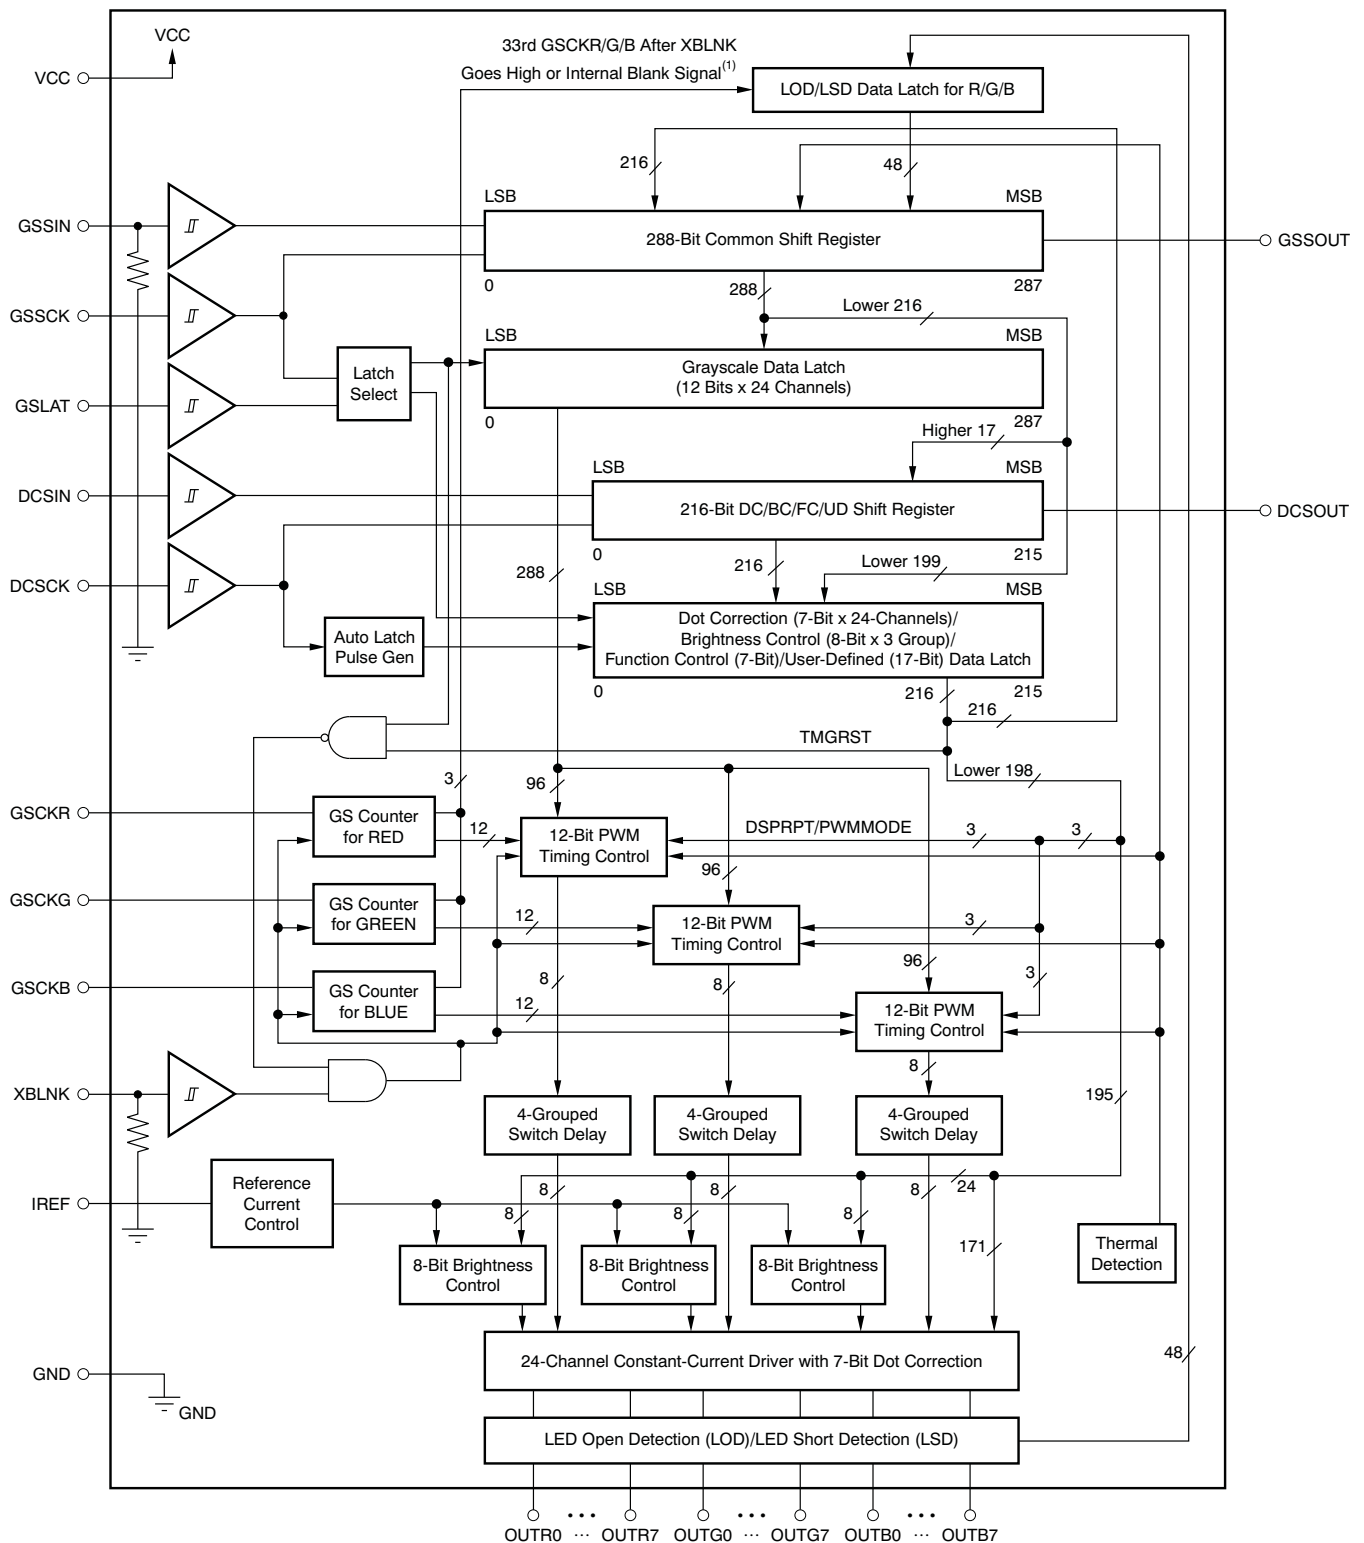 VCC
33rd GSCKR/G/B After XBLNK
Goes High or Internal Blank Signal(1)
VCC
LOD/LSD Data Latch for R/G/B
216
48
LSB
MSB
GSSIN
288-Bit Common Shift Register
GSSOUT
0
287
288
Lower 216
GSSCK
LSB
MSB
Latch
Select
Grayscale Data Latch
(12 Bits x 24 Channels)
GSLAT
0
287
Higher 17
LSB
MSB
DCSIN
216-Bit DC/BC/FC/UD Shift Register
DCSOUT
0
215
288
216
Lower 199
DCSCK
LSB
MSB
Auto Latch
Pulse Gen
Dot Correction (7-Bit x 24-Channels)/
Brightness Control (8-Bit x 3 Group)/
Function Control (7-Bit)/User-Defined (17-Bit) Data Latch
0
216
215
216
TMGRST
3
96
Lower 198
GSCKR
GS Counter
for RED
12
12-Bit PWM
Timing Control
DSPRPT/PWMMODE
3
3
96
GSCKG
GS Counter
for GREEN
12
12-Bit PWM
Timing Control
3
96
8
8
3
GSCKB
GS Counter
for BLUE
12
12-Bit PWM
Timing Control
8
XBLNK
195
4-Grouped
Switch Delay
4-Grouped
Switch Delay
4-Grouped
Switch Delay
IREF
Reference
Current
Control
8
8
8
24
8
8
8
171
Thermal
Detection
8-Bit Brightness
Control
8-Bit Brightness
Control
8-Bit Brightness
Control
24-Channel Constant-Current Driver with 7-Bit Dot Correction
48
GND
GND
LED Open Detection (LOD)/LED Short Detection (LSD)
OUTR0 ... OUTR7 OUTG0 ... OUTG7 OUTB0 ... OUTB7